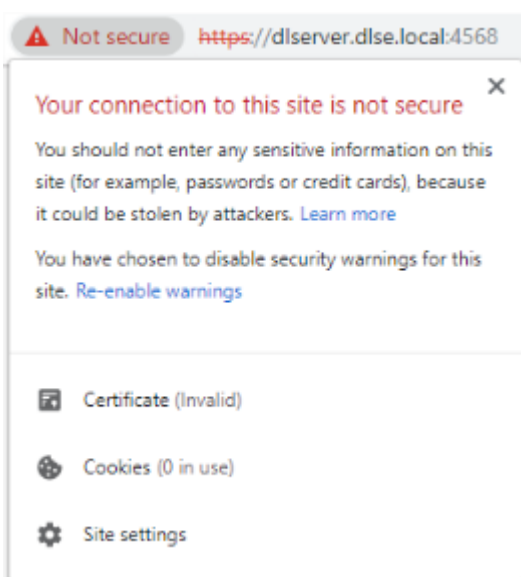 Not secure https://dlserver.dlse.local:4568
Your connection to this site is not secure
You should not enter any sensitive information on this
site (for example, passwords or credit cards), because
it could be stolen by attackers. Learn more
You have chosen to disable security warnings for this
site. Re-enable warnings
Certificate (Invalid)
Cookies (0 in use)
Site settings